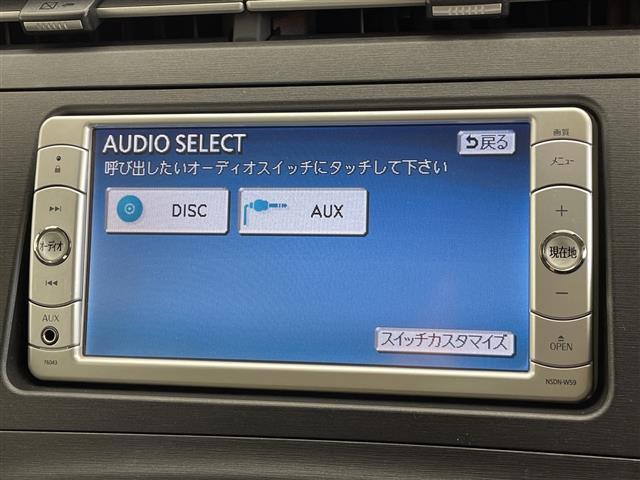 AUDIO SELECT
戻る
呼び出したいオーディオスイッチにタッチして下さい
DISC
AUX
スイッチカスタマイズ
オーディオ
AUX
76043
画質
メニュー
+
現在地
−
OPEN
NSDN-W59